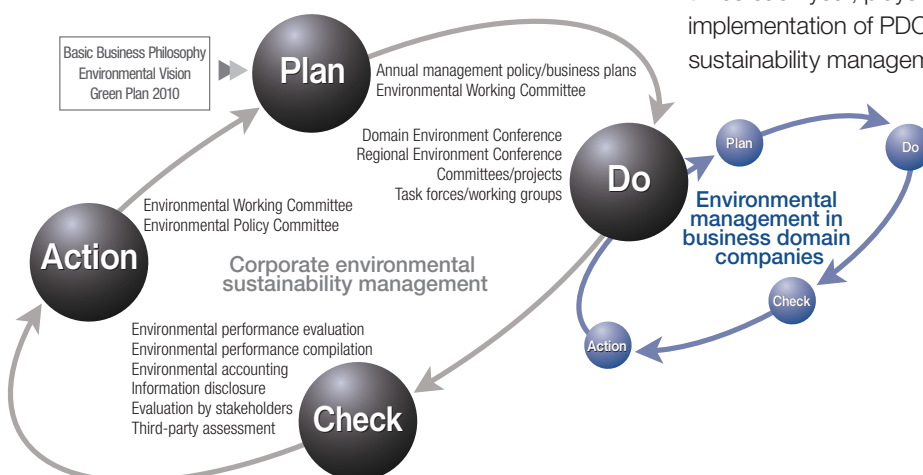 implementation of PDC
sustainability managem
Basic Business Philosophy
Environmental Vision
Green Plan 2010
Plan
Annual management policy/business plans
Environmental Working Committee
Domain Environment Conference
Regional Environment Conference
Committees/projects
Task forces/working groups
Do
Plan
Do
Environmental
management in
business domain
companies
Check
Action
Environmental Working Committee
Environmental Policy Committee
Action
Corporate environmental
sustainability management
Environmental performance evaluation
Environmental performance compilation
Environmental accounting
Information disclosure
Evaluation by stakeholders
Third-party assessment
Check